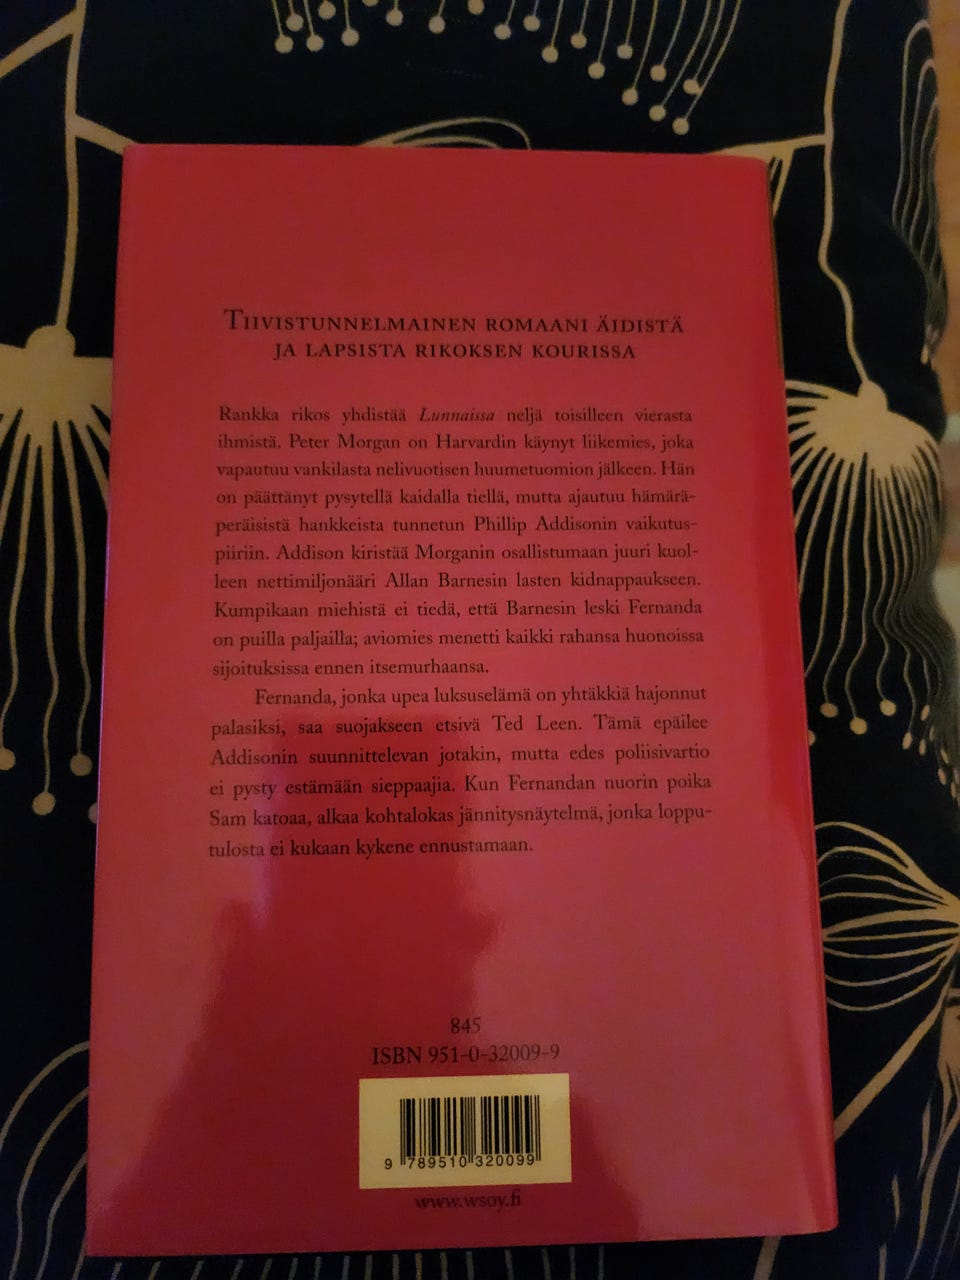 TIIVISTUNNELMAINEN ROMAANI ÄIDISTÄ
JA LAPSISTA RIKOKSEN KOURISSA
Rankka rikos yhdistää Lunnaissa neljä toisilleen vierasta
ihmistä. Peter Morgan on Harvardin käynyt liikemies, joka
vapautuu vankilasta nelivuotisen huumetuomion jälkeen. Hän
on päättänyt pysytellä kaidalla tiellä, mutta ajautuu hämärä-
peräisistä hankkeista tunnetun Phillip Addisonin vaikutus-
piiriin. Addison kiristää Morganin osallistumaan juuri kuol-
leen nettimiljonääri Allan Barnesin lasten kidnappaukseen.
Kumpikaan miehistä ei tiedä, että Barnesin leski Fernanda
on puilla paljailla; aviomies menetti kaikki rahansa huonoissa
sijoituksissa ennen itsemurhaansa.
Fernanda, jonka upea luksuselämä on yhtäkkiä hajonnut
palasiksi, saa suojakseen etsivä Ted Leen. Tämä epäilee
Addisonin suunnittelevan jotakin, mutta edes poliisivartio
ei pysty estämään sieppaajia. Kun Fernandan nuorin poika
Sam katoaa, alkaa kohtalokas jännitysnäytelmä, jonka loppu-
tulosta ei kukaan kykene ennustamaan.
845
ISBN 951-0-32009-9
9 789510 320099
www.wsoy.fi